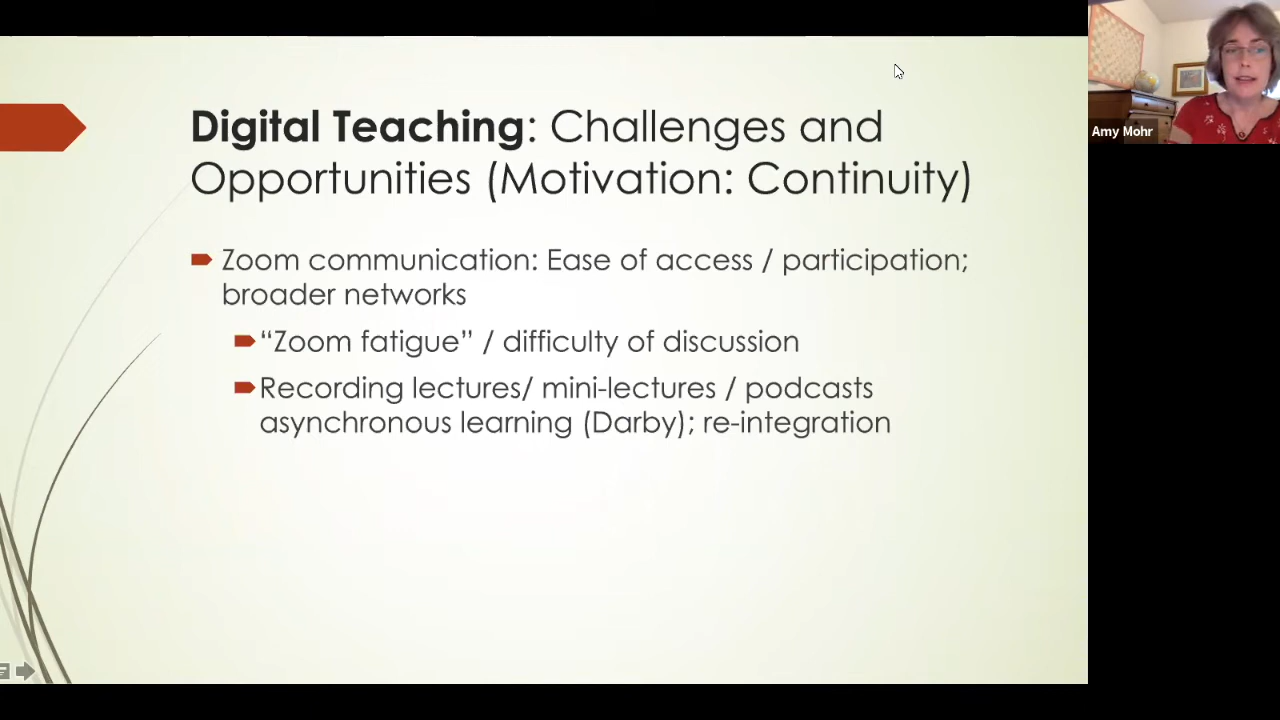 Digital Teaching: Challenges and
Opportunities (Motivation: Continuity)
Zoom communication: Ease of access / participation;
broader networks
“Zoom fatigue” / difficulty of discussion
Recording lectures/ mini-lectures / podcasts
asynchronous learning (Darby); re-integration
Amy Mohr